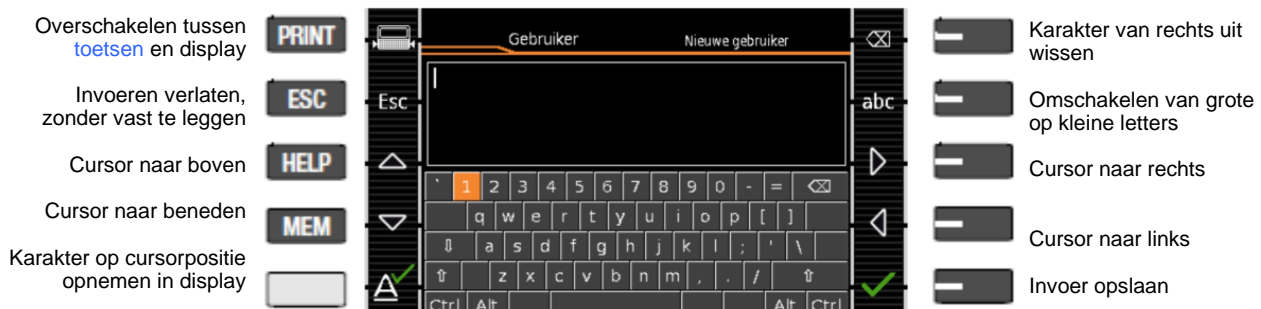 Overschakelen tussen
toetsen en display
PRINT
Gebruiker
Nieuwe gebruiker
Karakter van rechts uit
wissen
Invoeren verlaten,
zonder vast te leggen
ESC
Esc
abc
Omschakelen van grote
op kleine letters
Cursor naar boven
HELP
Cursor naar rechts
` 1 2 3 4 5 6 7 8 9 0 - =
Cursor naar beneden
MEM
q w e r t y u i o p [ ]
Cursor naar links
a s d f g h j k l ; ' \
Karakter op cursorpositie
opnemen in display
A
z x c v b n m , . /
Invoer opslaan
Ctrl Alt Alt Ctrl